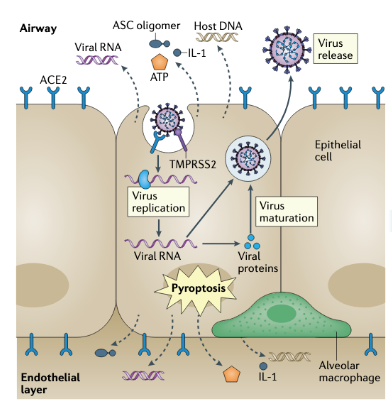 Airway
ASC oligomer
Host DNA
Viral RNA
IL-1
ATP
Virus
release
ACE2
TMPRSS2
Epithelial
cell
Virus
replication
Virus
maturation
Viral RNA
Viral
proteins
Pyroptosis
Endothelial
layer
IL-1
Alveolar
macrophage